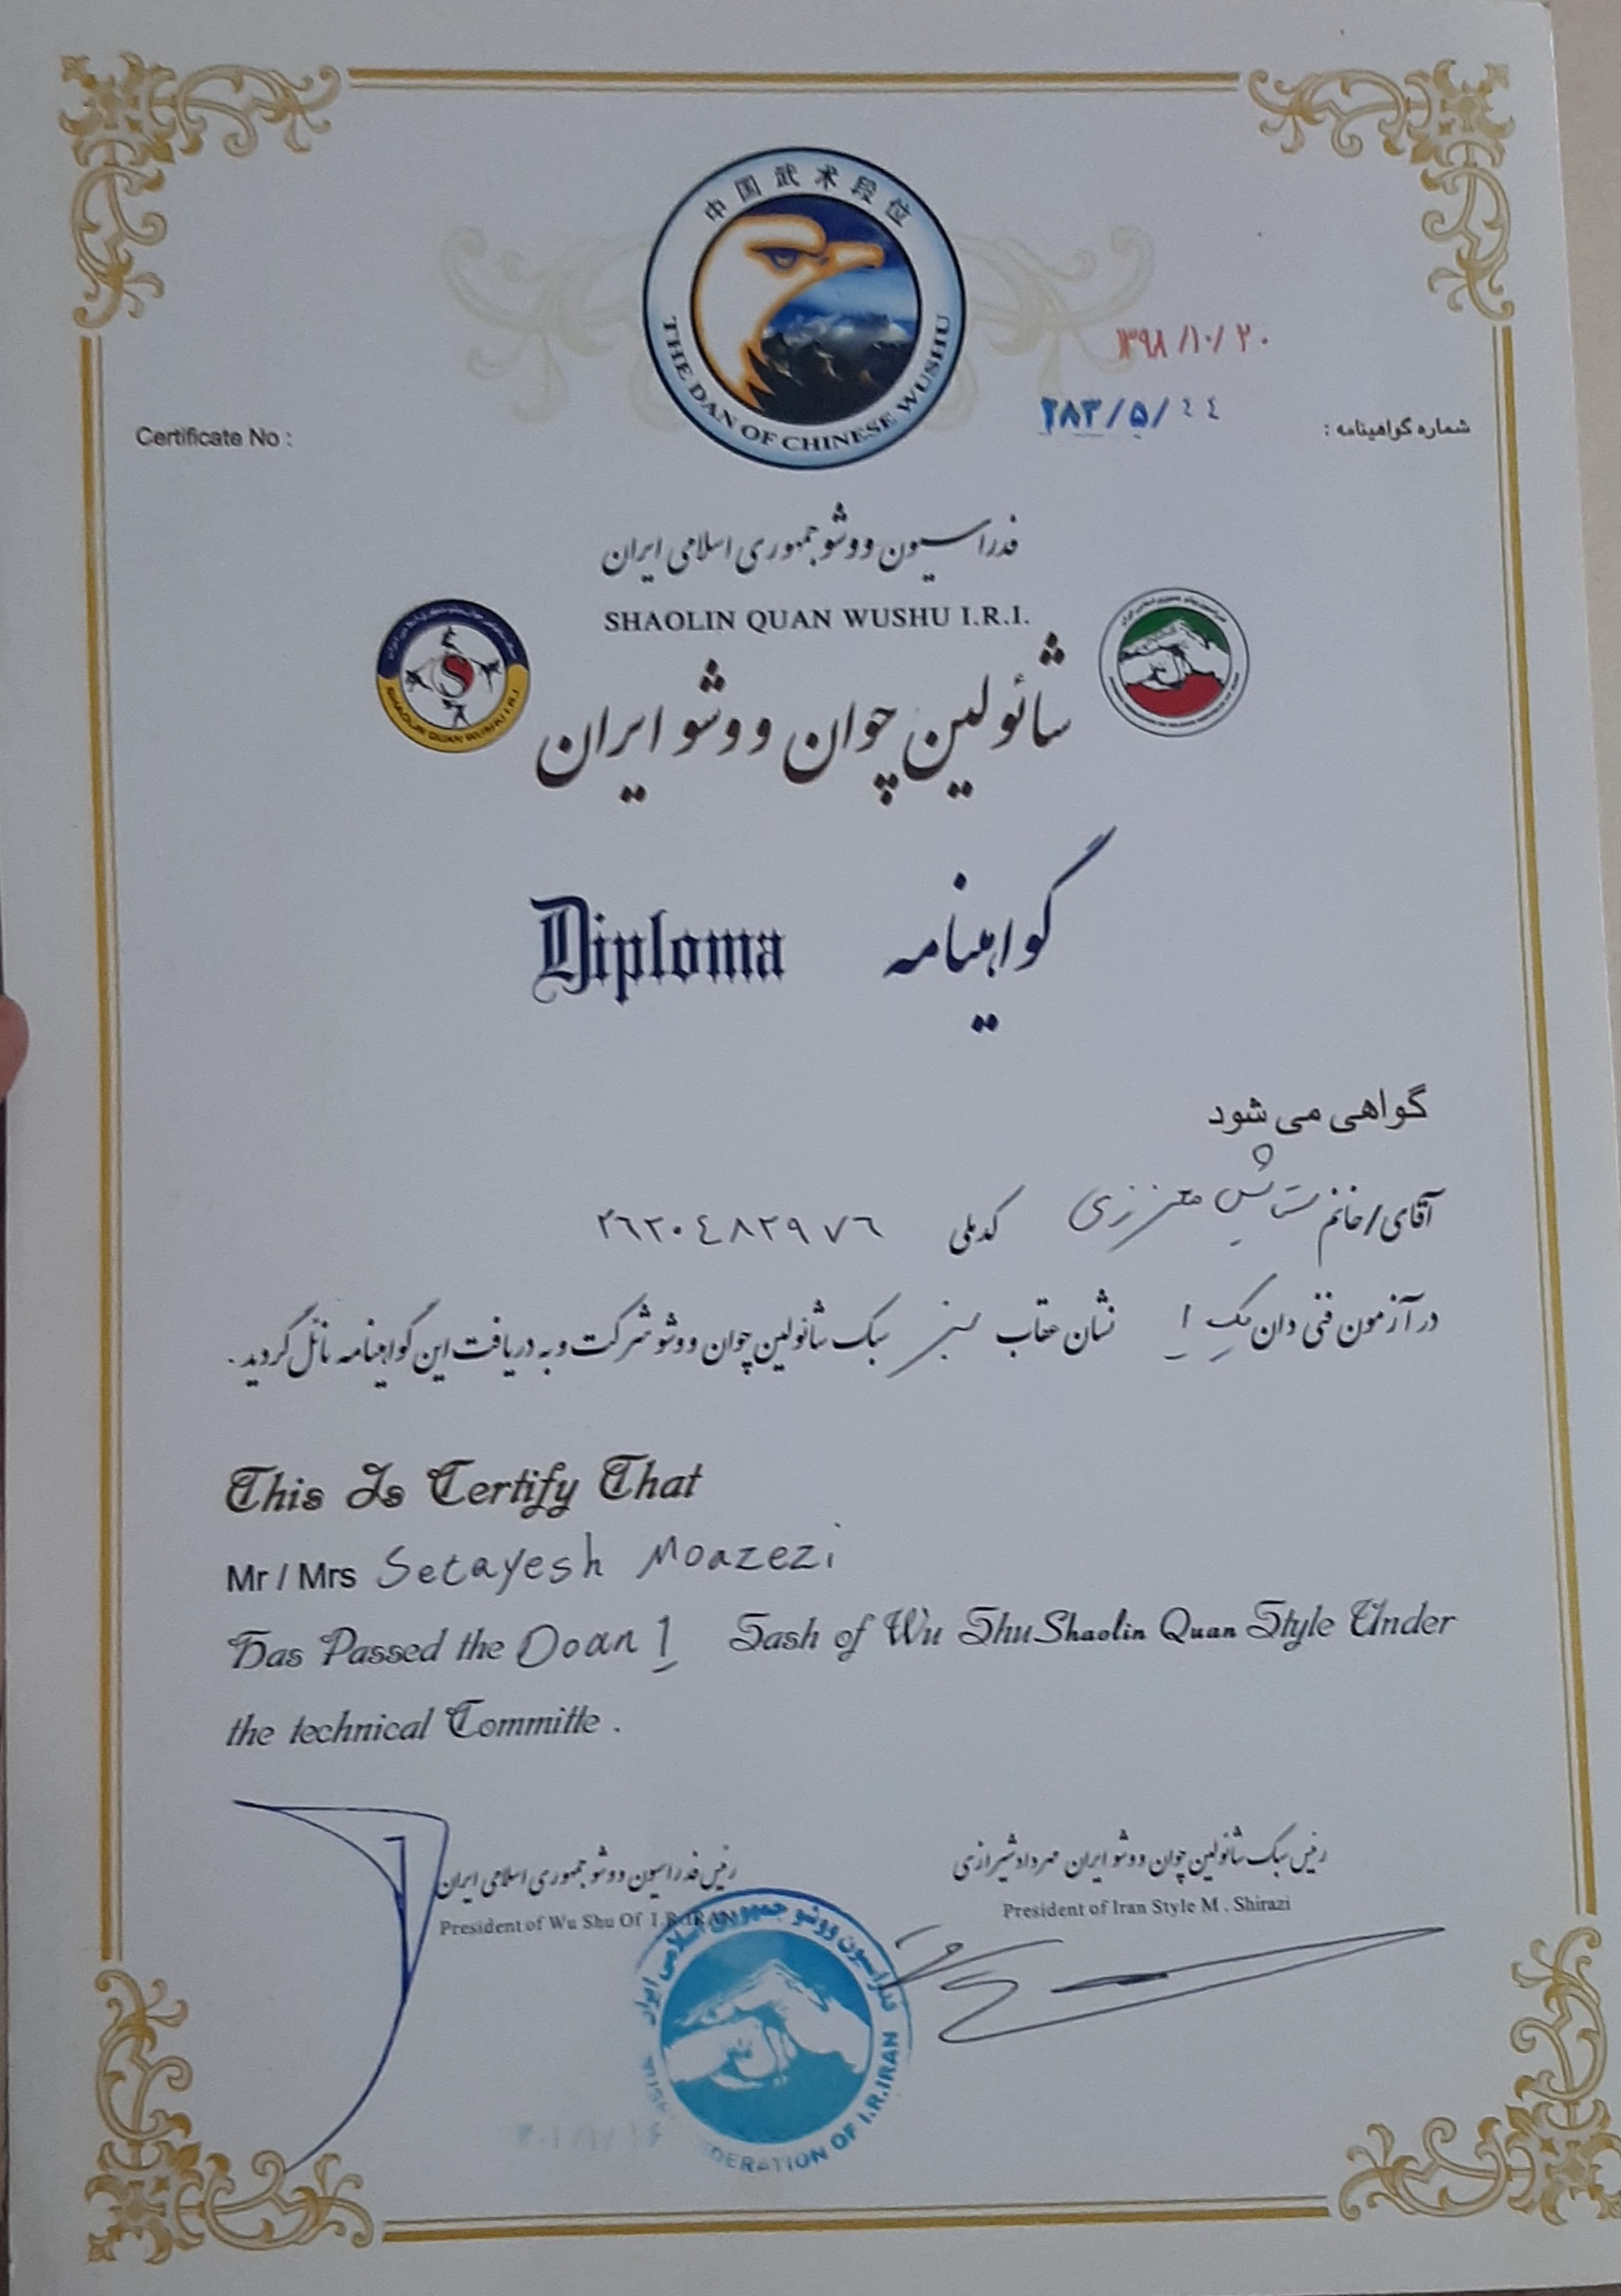 中国武术段位
THE DAN OF CHINESE WUSHU
۱۳۹۸/۱۰/۲۰
Certificate No :
شماره گواهینامه :
فدراسیون ووشو جمهوری اسلامی ایران
SHAOLIN QUAN WUSHU I.R.I.
SHAOLIN QUAN WUSHU I.R.I.
شائولین چوان ووشو ایران
Diploma گواهینامه
گواهی می شود
آقای/خانم ستایش معززی کدملی ۲۶۲۰۴۸۲۹۷۶
در آزمون فنی دان یک ۱ نشان عقاب سبز سبک شائولین چوان ووشو شرکت و به دریافت این گواهینامه نائل گردید .
This Is Certify That
Mr / Mrs Setayesh Moazezi
Has Passed the Doan 1 Sash of Wu Shu Shaolin Quan Style Under
the technical Committe .
رئیس سبک شائولین چوان ووشو ایران مهرداد شیرازی
President of Iran Style M . Shirazi
رئیس فدراسیون ووشو جمهوری اسلامی ایران
President of Wu Shu Of I.R.IRAN
فدراسیون ووشو جمهوری اسلامی ایران
OF I.R.IRAN